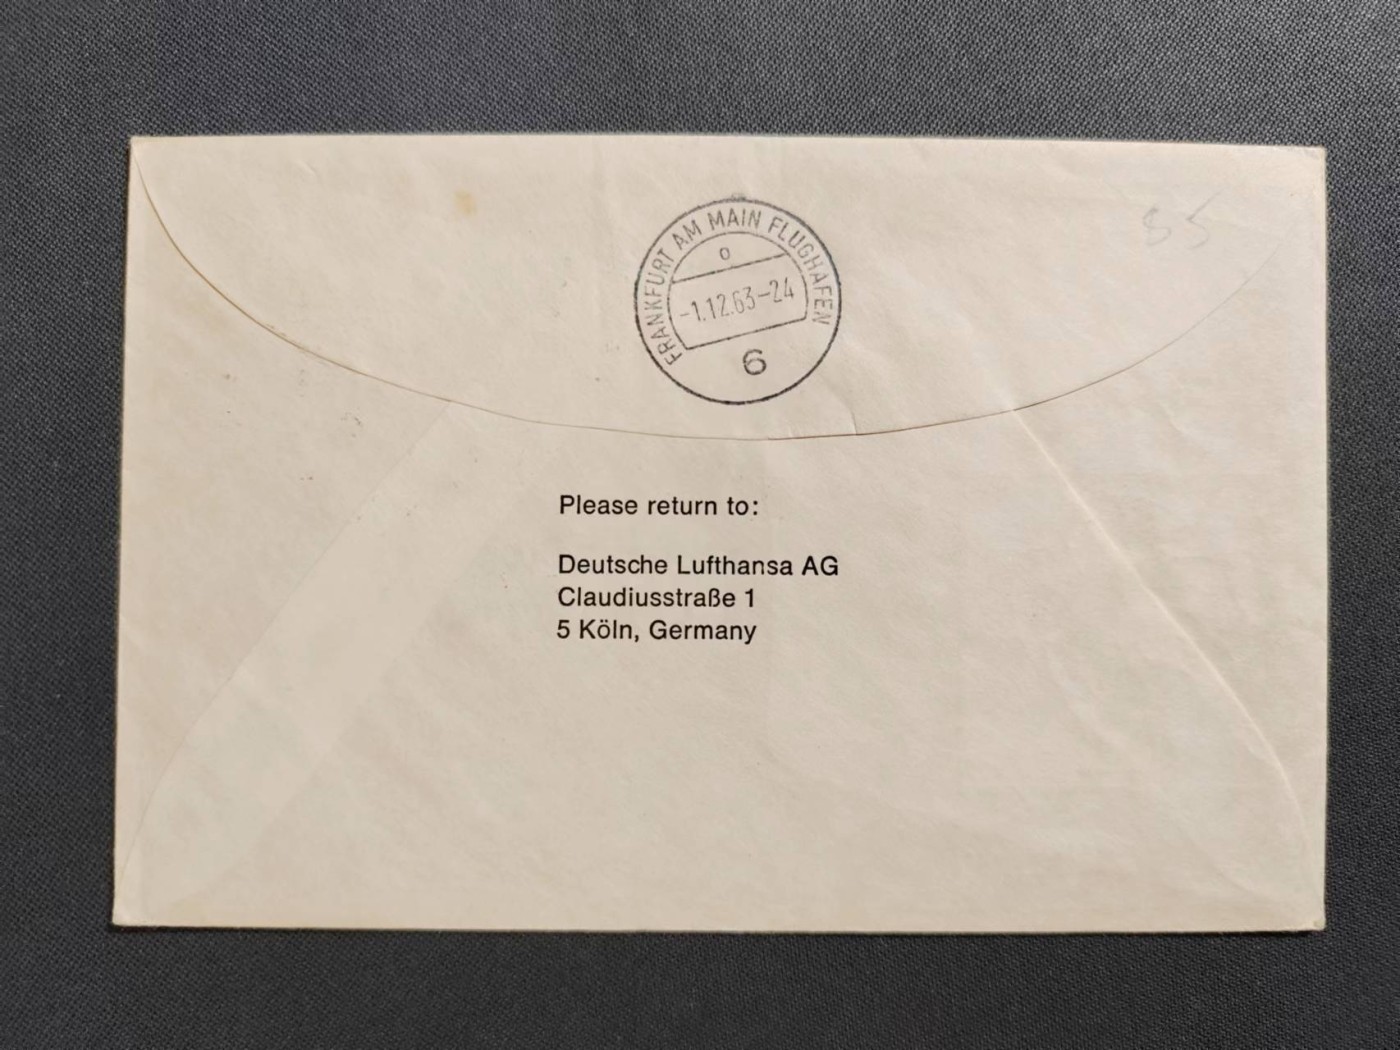 85
FRANKFURT AM MAIN FLUGHAFEN
o
-1.12.63-24
6
Please return to:
Deutsche Lufthansa AG
Claudiusstraße 1
5 Köln, Germany